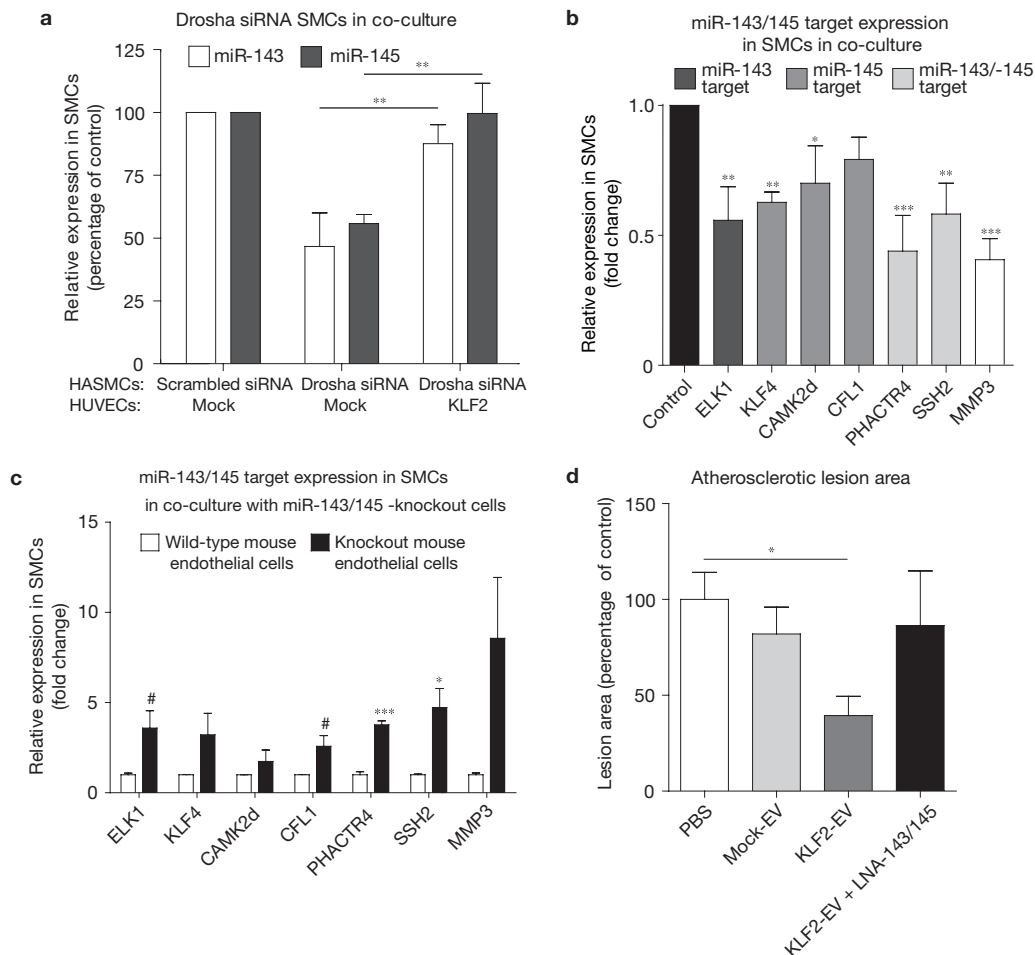 a
Drosha siRNA SMCs in co-culture
miR-143 miR-145
Relative expression in SMCs
(percentage of control)
125
100
75
50
25
0
** **
HASMCs: Scrambled siRNA Drosha siRNA Drosha siRNA
HUVECs: Mock Mock KLF2
b
miR-143/145 target expression
in SMCs in co-culture
miR-143 target
miR-145 target
miR-143/-145 target
Relative expression in SMCs
(fold change)
1.0
0.5
0
** ** * *** ** ***
Control ELK1 KLF4 CAMK2d CFL1 PHACTR4 SSH2 MMP3
c
miR-143/145 target expression in SMCs
in co-culture with miR-143/145 -knockout cells
Wild-type mouse endothelial cells
Knockout mouse endothelial cells
Relative expression in SMCs
(fold change)
15
10
5
0
# # *** *
ELK1 KLF4 CAMK2d CFL1 PHACTR4 SSH2 MMP3
d
Atherosclerotic lesion area
Lesion area (percentage of control)
150
100
50
0
*
PBS Mock-EV KLF2-EV KLF2-EV + LNA-143/145